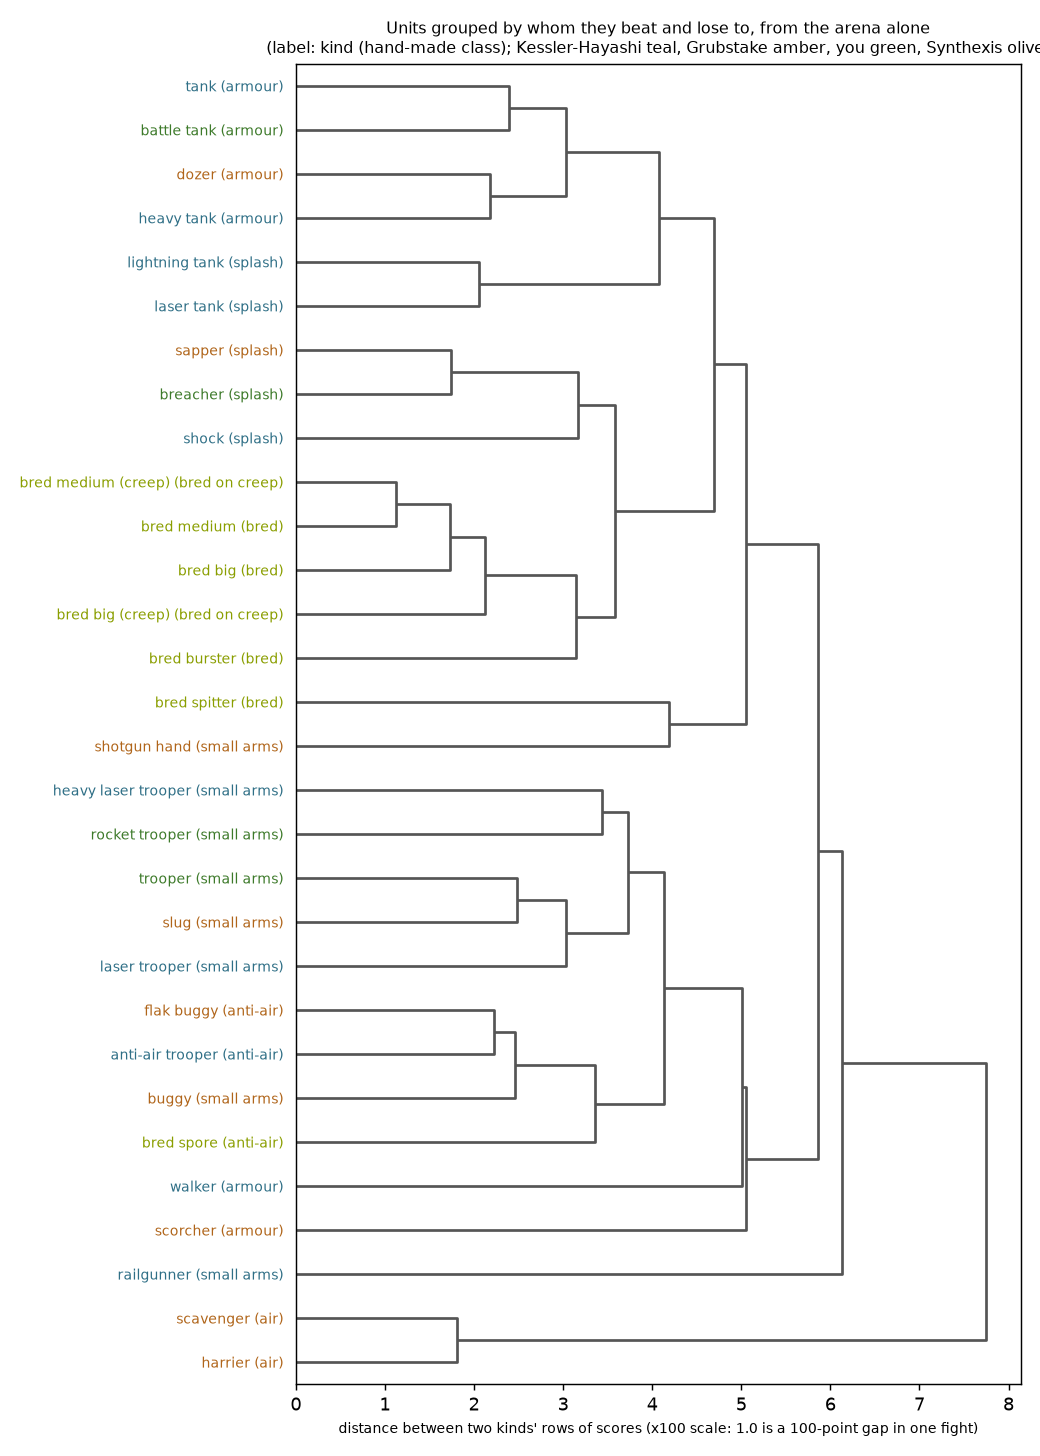 Units grouped by whom they beat and lose to, from the arena alone
(label: kind (hand-made class); Kessler-Hayashi teal, Grubstake amber, you green, Synthexis olive
tank (armour)
battle tank (armour)
dozer (armour)
heavy tank (armour)
lightning tank (splash)
laser tank (splash)
sapper (splash)
breacher (splash)
shock (splash)
bred medium (creep) (bred on creep)
bred medium (bred)
bred big (bred)
bred big (creep) (bred on creep)
bred burster (bred)
bred spitter (bred)
shotgun hand (small arms)
heavy laser trooper (small arms)
rocket trooper (small arms)
trooper (small arms)
slug (small arms)
laser trooper (small arms)
flak buggy (anti-air)
anti-air trooper (anti-air)
buggy (small arms)
bred spore (anti-air)
walker (armour)
scorcher (armour)
railgunner (small arms)
scavenger (air)
harrier (air)
0 1 2 3 4 5 6 7 8
distance between two kinds' rows of scores (x100 scale: 1.0 is a 100-point gap in one fight)